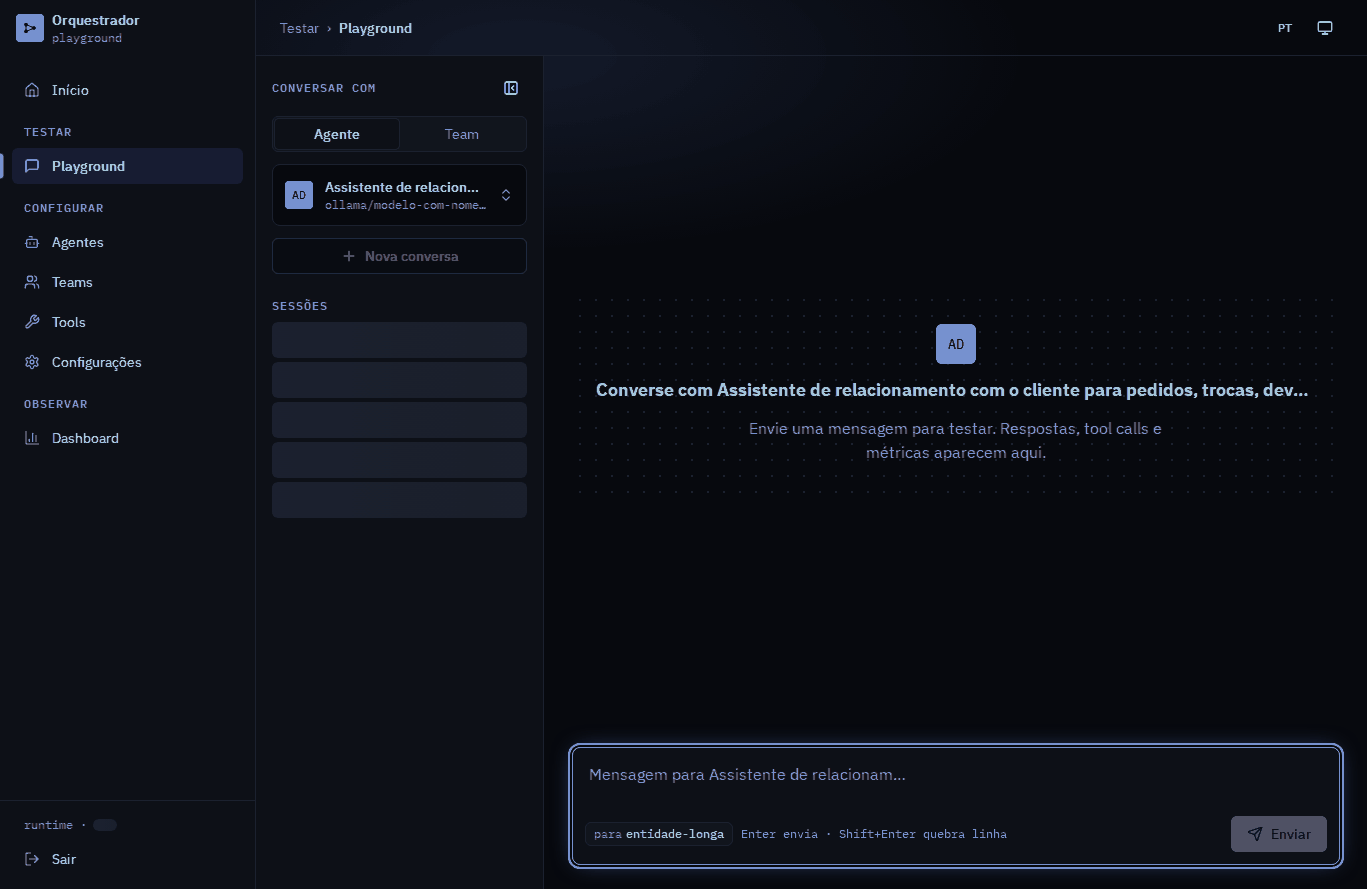 Orquestrador
playground
Início
TESTAR
Playground
CONFIGURAR
Agentes
Teams
Tools
Configurações
OBSERVAR
Dashboard
runtime ·
Sair
Testar › Playground
PT
CONVERSAR COM
Agente
Team
AD
Assistente de relacion...
ollama/modelo-com-nome...
+ Nova conversa
SESSÕES
AD
Converse com Assistente de relacionamento com o cliente para pedidos, trocas, dev...
Envie uma mensagem para testar. Respostas, tool calls e
métricas aparecem aqui.
Mensagem para Assistente de relacionam...
para entidade-longa
Enter envia · Shift+Enter quebra linha
Enviar